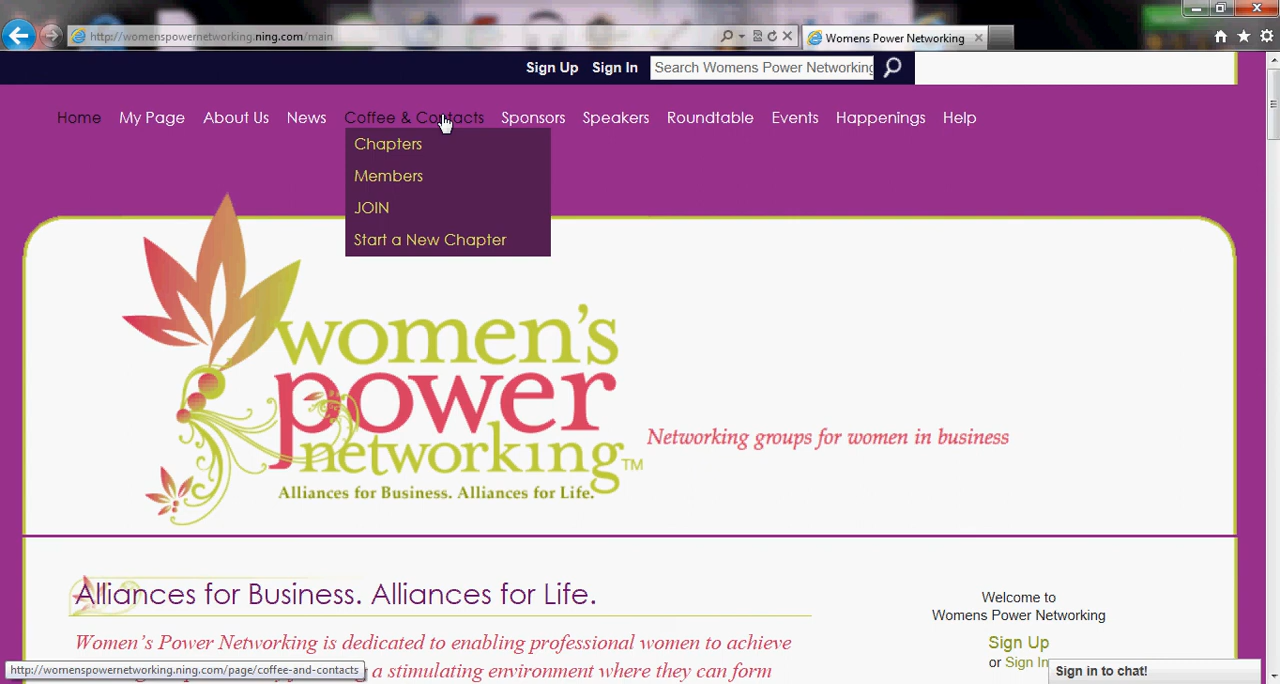 http://womenspowernetworking.ning.com/main
Womens Power Networking
Sign Up Sign In Search Womens Power Networking
Home My Page About Us News Coffee & Contacts Sponsors Speakers Roundtable Events Happenings Help
Chapters
Members
JOIN
Start a New Chapter
women's
power
networking™
Networking groups for women in business
Alliances for Business. Alliances for Life.
Alliances for Business. Alliances for Life.
Women's Power Networking is dedicated to enabling professional women to achieve
a stimulating environment where they can form
Welcome to
Womens Power Networking
Sign Up
or Sign In
Sign in to chat!
http://womenspowernetworking.ning.com/page/coffee-and-contacts